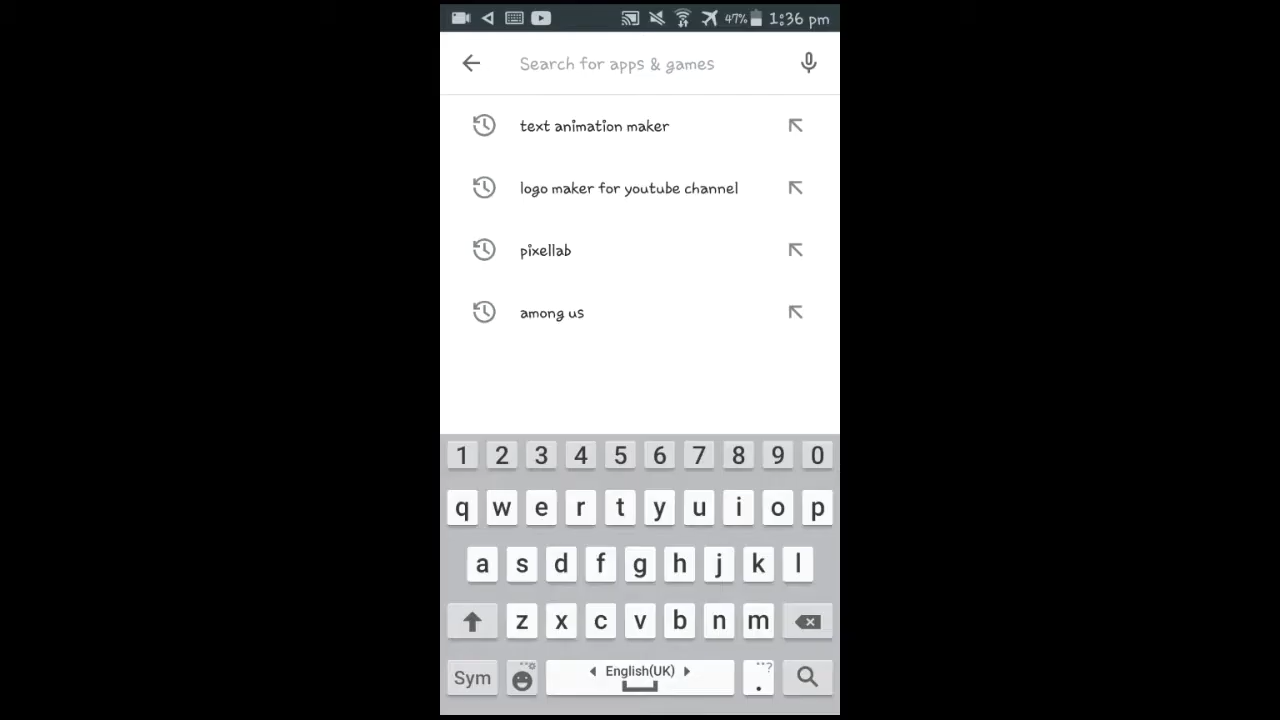 47% 1:36 pm
Search for apps & games
text animation maker
logo maker for youtube channel
pixellab
among us
1 2 3 4 5 6 7 8 9 0
q w e r t y u i o p
a s d f g h j k l
z x c v b n m
Sym English(UK) . ?